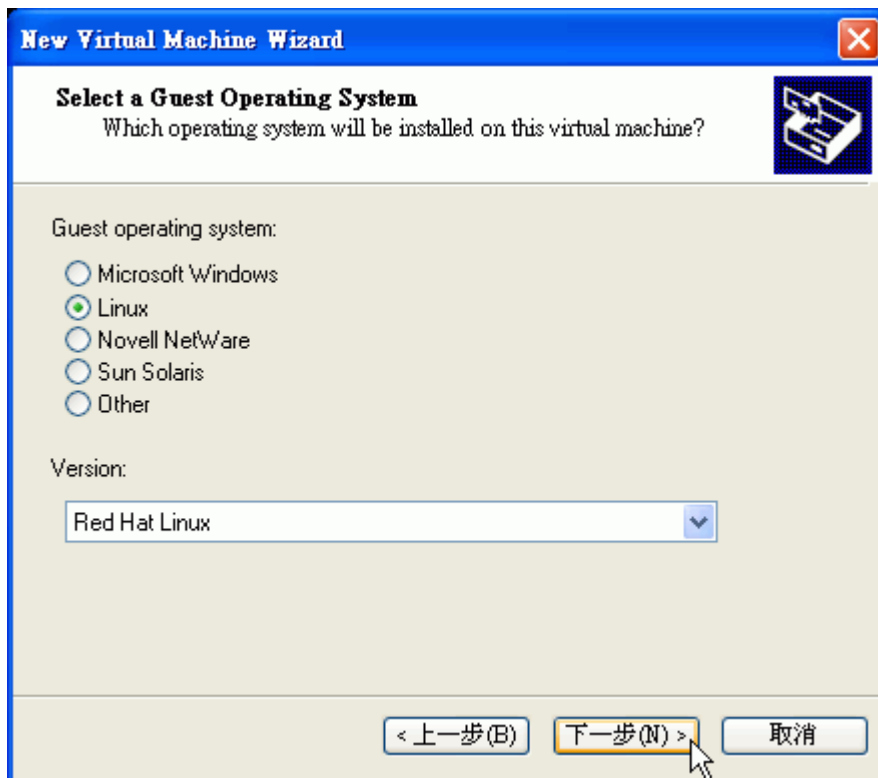 New Virtual Machine Wizard
Select a Guest Operating System
Which operating system will be installed on this virtual machine?
Guest operating system:
Microsoft Windows
Linux
Novell NetWare
Sun Solaris
Other
Version:
Red Hat Linux
< 上一步(B) 下一步(N) > 取消